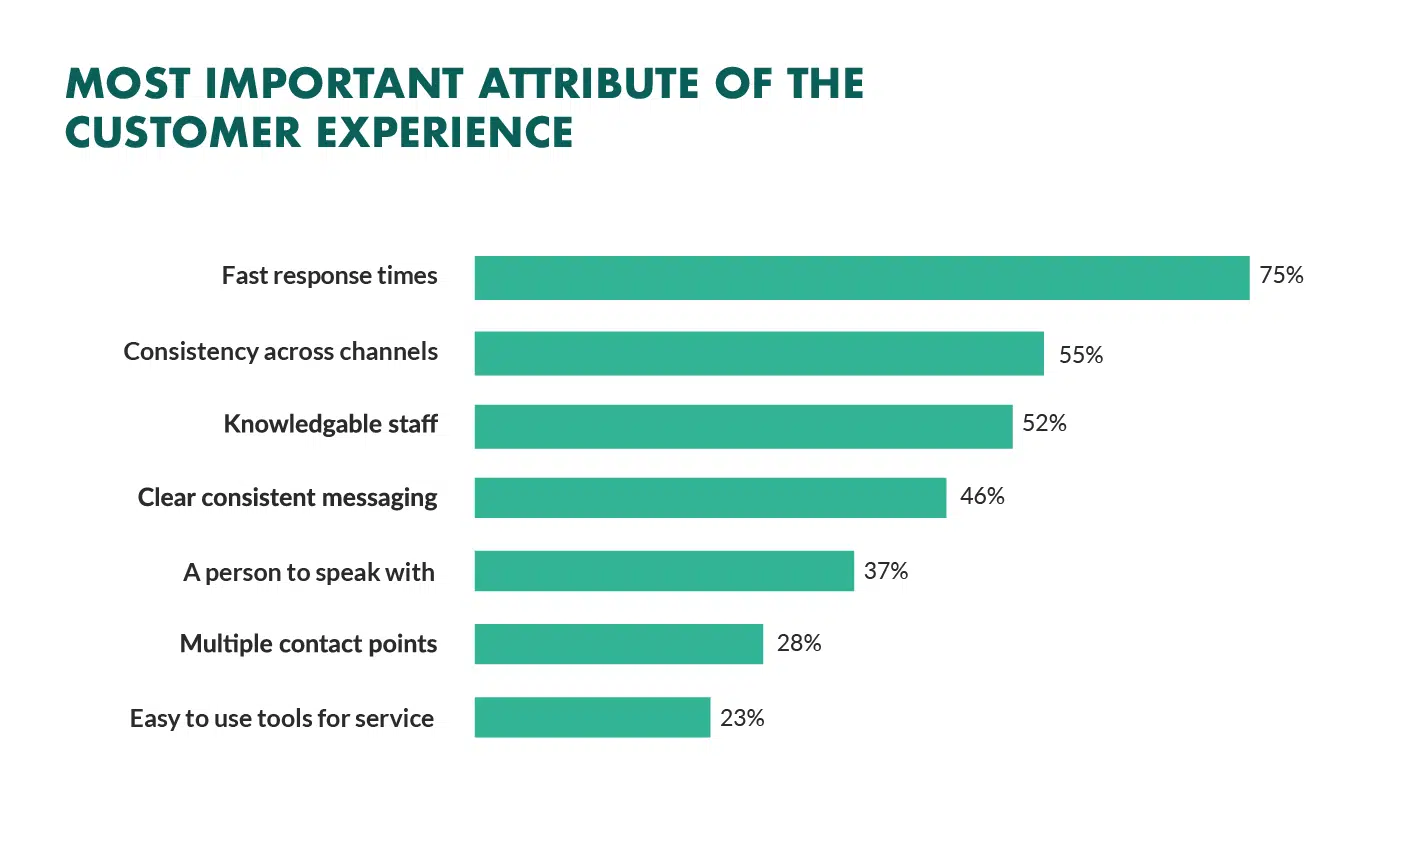 MOST IMPORTANT ATTRIBUTE OF THE
CUSTOMER EXPERIENCE
Fast response times 75%
Consistency across channels 55%
Knowledgable staff 52%
Clear consistent messaging 46%
A person to speak with 37%
Multiple contact points 28%
Easy to use tools for service 23%